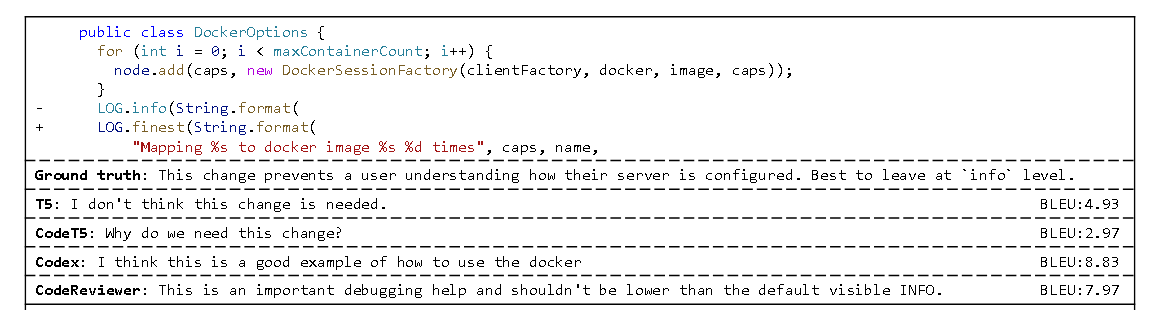 public class DockerOptions {
for (int i = 0; i < maxContainerCount; i++) {
node.add(caps, new DockerSessionFactory(clientFactory, docker, image, caps));
}
- LOG.info(String.format(
+ LOG.finest(String.format(
"Mapping %s to docker image %s %d times", caps, name,
Ground truth: This change prevents a user understanding how their server is configured. Best to leave at `info` level.
T5: I don't think this change is needed. BLEU:4.93
CodeT5: Why do we need this change? BLEU:2.97
Codex: I think this is a good example of how to use the docker BLEU:8.83
CodeReviewer: This is an important debugging help and shouldn't be lower than the default visible INFO. BLEU:7.97